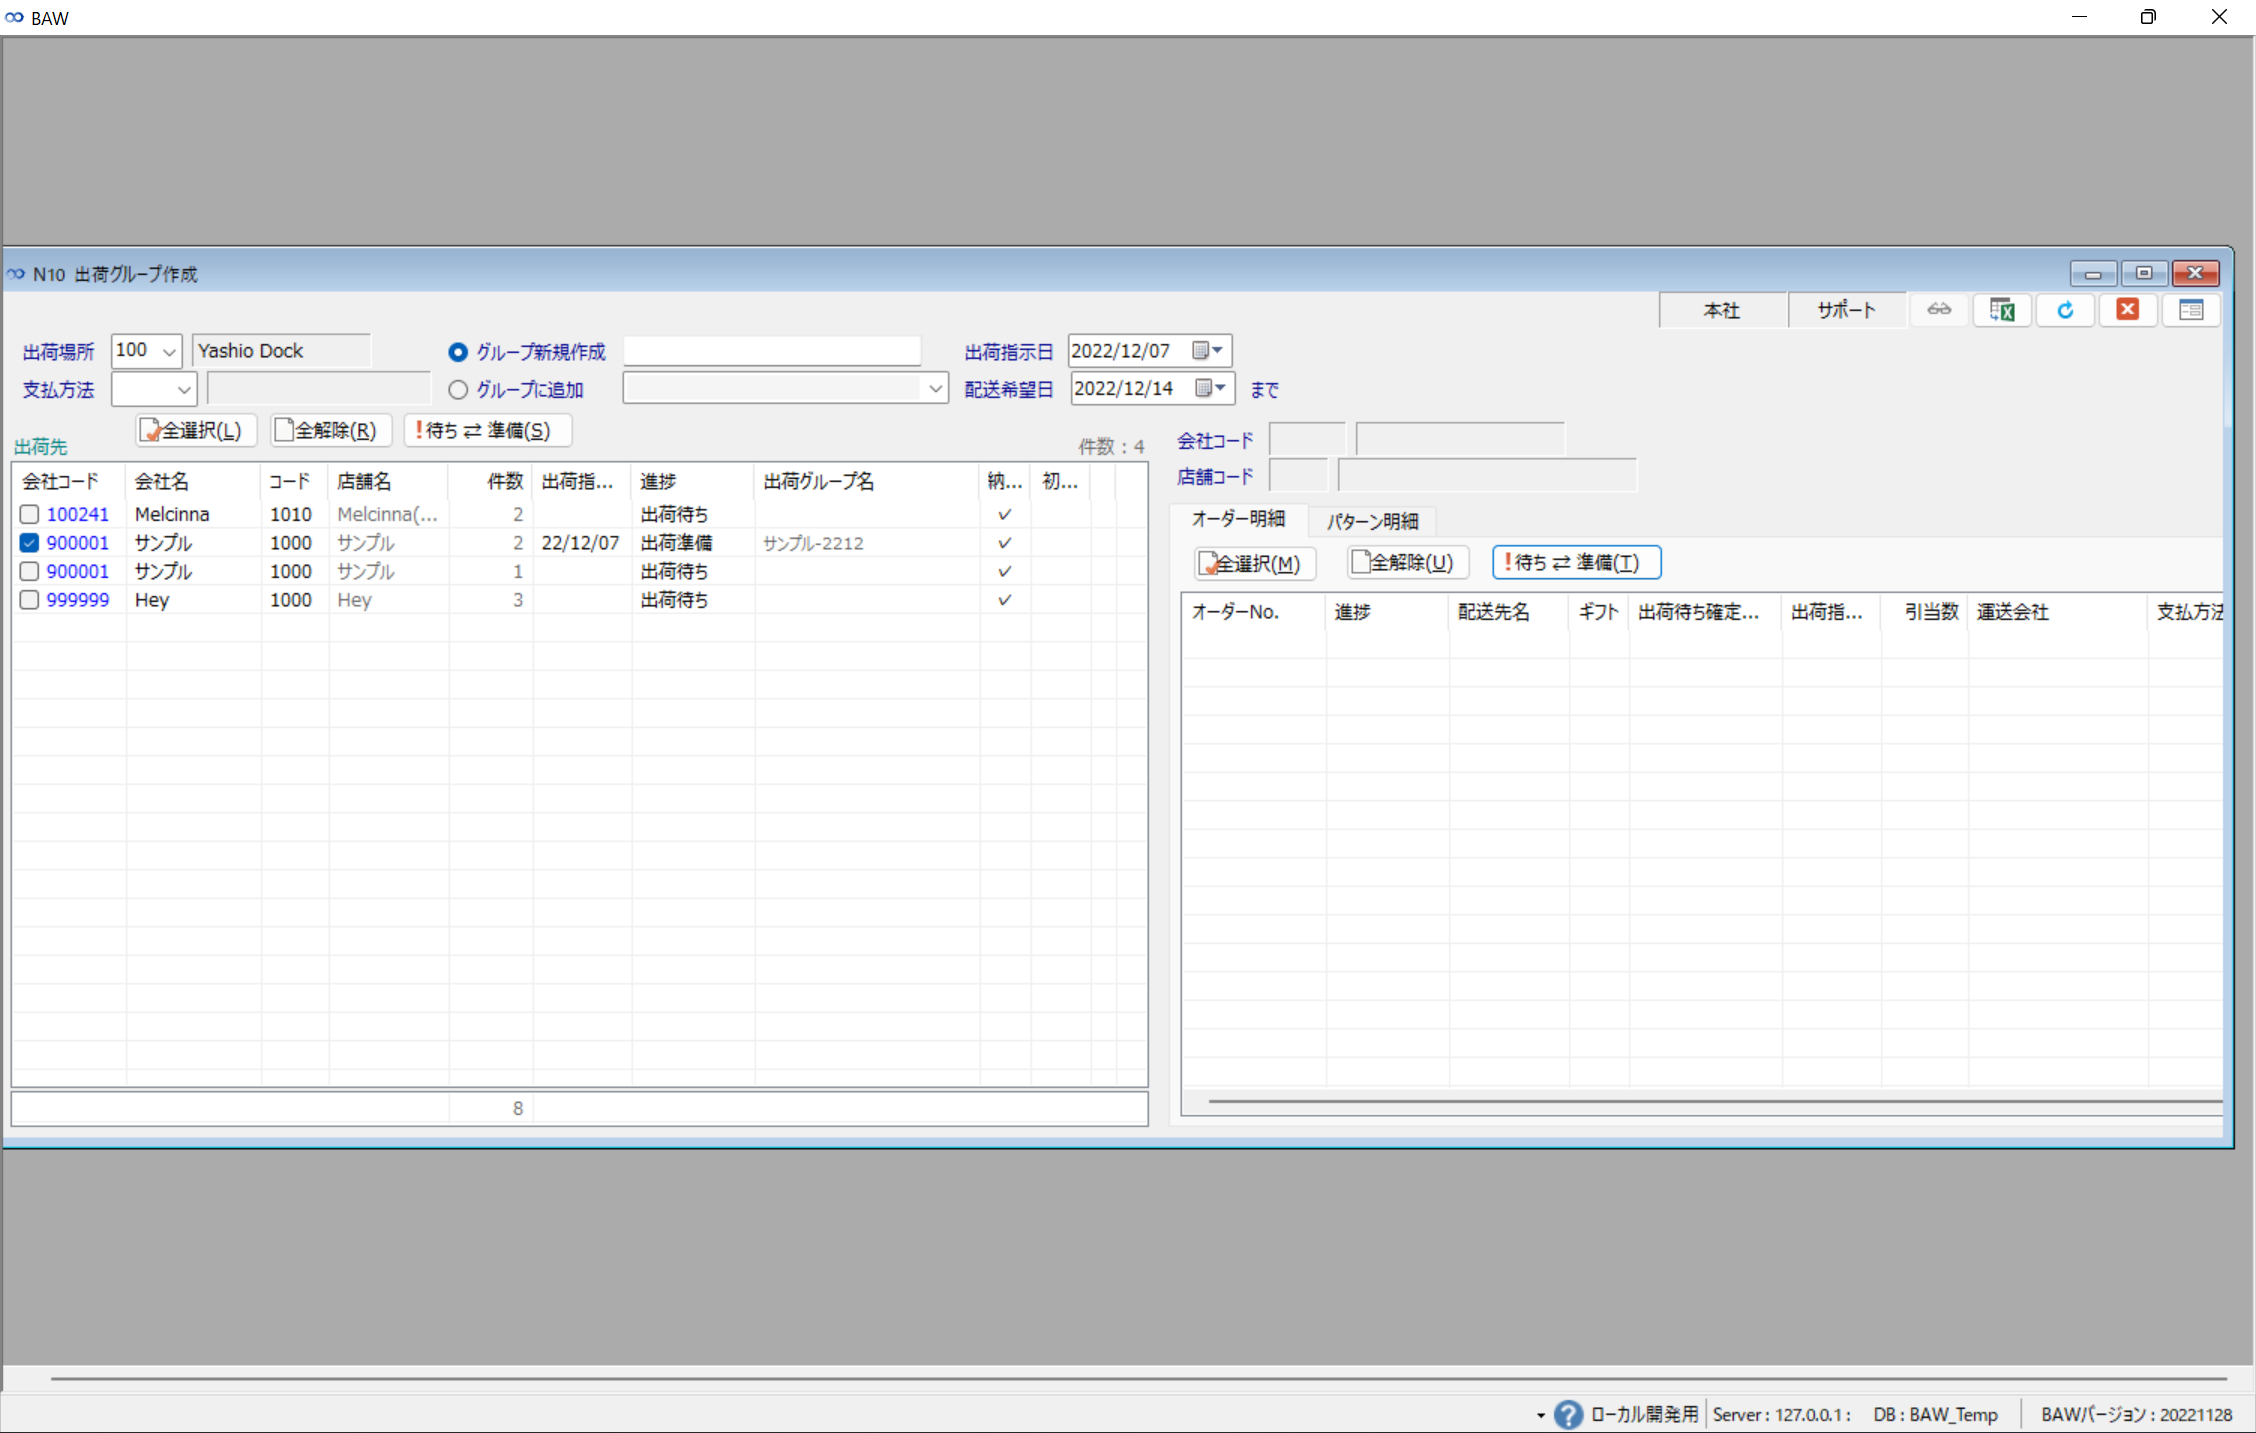 BAW
N10 出荷グループ作成
本社 サポート
出荷場所 100 Yashio Dock グループ新規作成 出荷指示日 2022/12/07
支払方法 グループに追加 配送希望日 2022/12/14 まで
全選択(L) 全解除(R) !待ち ⇄ 準備(S)
出荷先 件数 : 4
会社コード 会社名 コード 店舗名 件数 出荷指... 進捗 出荷グループ名 納... 初...
100241 Melcinna 1010 Melcinna(... 2 出荷待ち ✓
900001 サンプル 1000 サンプル 2 22/12/07 出荷準備 サンプル-2212 ✓
900001 サンプル 1000 サンプル 1 出荷待ち ✓
999999 Hey 1000 Hey 3 出荷待ち ✓
8
会社コード
店舗コード
オーダー明細 パターン明細
全選択(M) 全解除(U) !待ち ⇄ 準備(T)
オーダーNo. 進捗 配送先名 ギフト 出荷待ち確定... 出荷指... 引当数 運送会社 支払方法
ローカル開発用 Server : 127.0.0.1 : DB : BAW_Temp BAWバージョン : 20221128